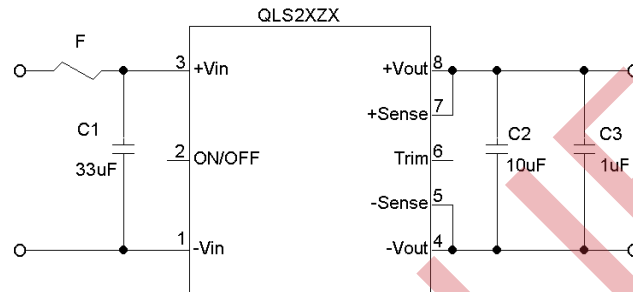 QLS2XZX
F
3
+Vin
+Vout
8
+Sense
7
C1
33uF
2
ON/OFF
Trim
6
C2
10uF
C3
1uF
-Sense
5
1
-Vin
-Vout
4